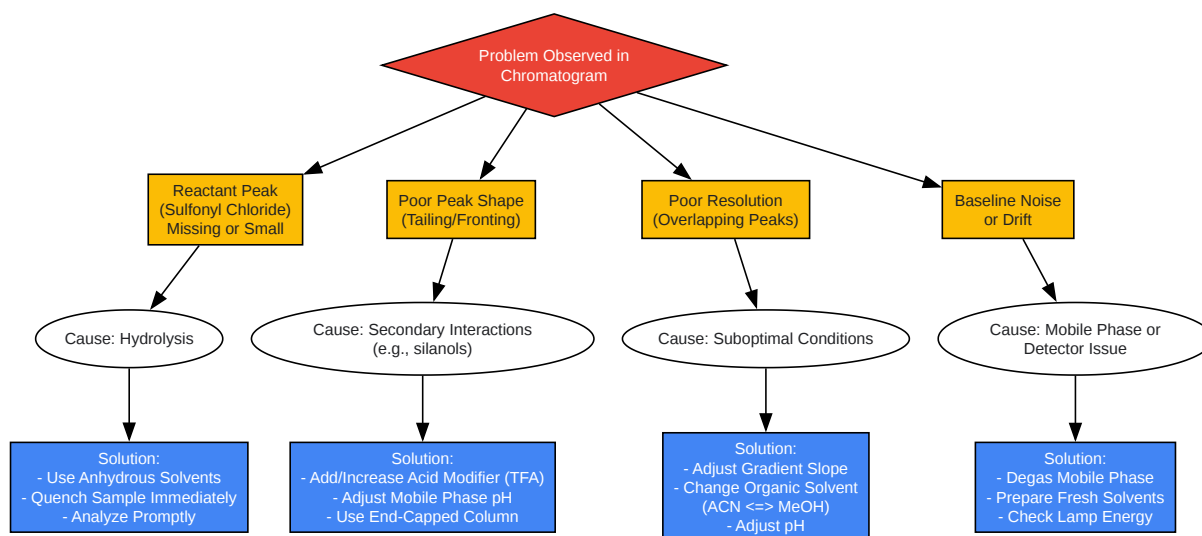 Problem Observed in
Chromatogram
Reactant Peak
(Sulfonyl Chloride)
Missing or Small
Poor Peak Shape
(Tailing/Fronting)
Poor Resolution
(Overlapping Peaks)
Baseline Noise
or Drift
Cause: Hydrolysis
Cause: Secondary Interactions
(e.g., silanols)
Cause: Suboptimal Conditions
Cause: Mobile Phase or
Detector Issue
Solution:
- Use Anhydrous Solvents
- Quench Sample Immediately
- Analyze Promptly
Solution:
- Add/Increase Acid Modifier (TFA)
- Adjust Mobile Phase pH
- Use End-Capped Column
Solution:
- Adjust Gradient Slope
- Change Organic Solvent
(ACN <=> MeOH)
- Adjust pH
Solution:
- Degas Mobile Phase
- Prepare Fresh Solvents
- Check Lamp Energy